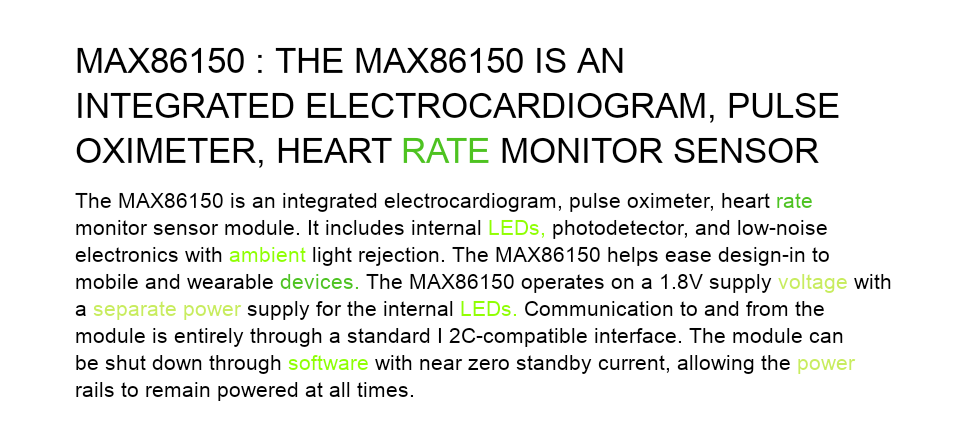 MAX86150 : THE MAX86150 IS AN
INTEGRATED ELECTROCARDIOGRAM, PULSE
OXIMETER, HEART RATE MONITOR SENSOR
The MAX86150 is an integrated electrocardiogram, pulse oximeter, heart rate
monitor sensor module. It includes internal LEDs, photodetector, and low-noise
electronics with ambient light rejection. The MAX86150 helps ease design-in to
mobile and wearable devices. The MAX86150 operates on a 1.8V supply voltage with
a separate power supply for the internal LEDs. Communication to and from the
module is entirely through a standard I 2C-compatible interface. The module can
be shut down through software with near zero standby current, allowing the power
rails to remain powered at all times.